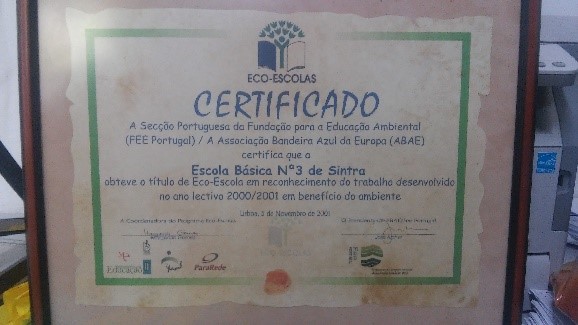 ECO-ESCOLAS
CERTIFICADO
A Secção Portuguesa da Fundação para a Educação Ambiental
(FEE Portugal) / A Associação Bandeira Azul da Europa (ABAE)
certifica que a
Escola Básica Nº3 de Sintra
obteve o título de Eco-Escola em reconhecimento do trabalho desenvolvido
no ano lectivo 2000/2001 em benefício do ambiente
Lisboa, 2 de Novembro de 2001
Educação
ParaRede